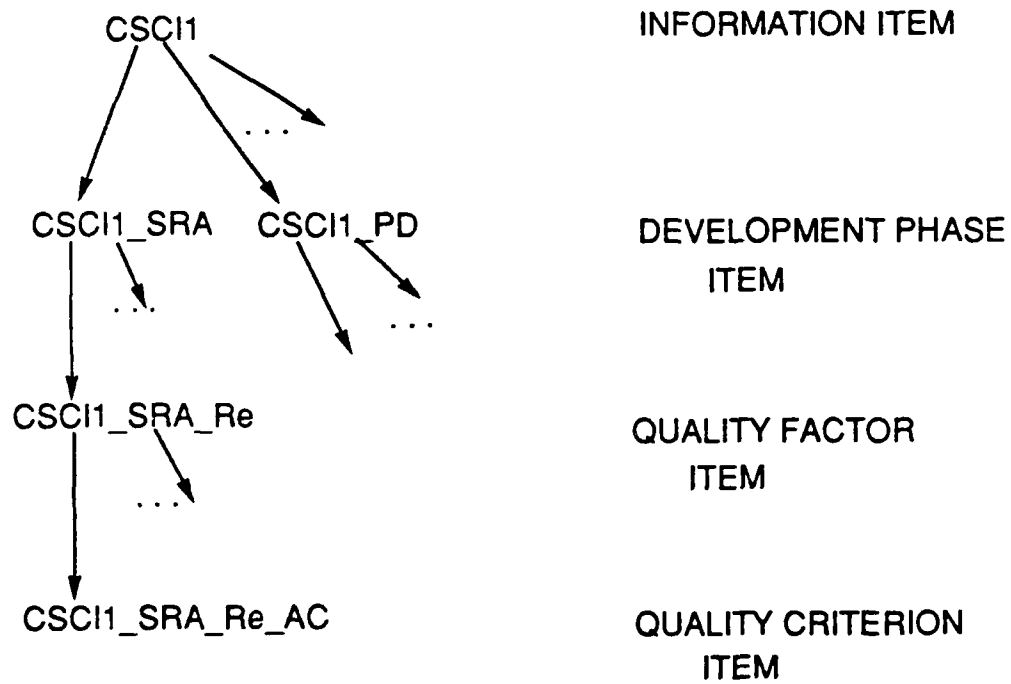 CSCI1 INFORMATION ITEM
...
CSCI1_SRA CSCI1_PD DEVELOPMENT PHASE
ITEM
...
...
CSCI1_SRA_Re QUALITY FACTOR
ITEM
...
CSCI1_SRA_Re_AC QUALITY CRITERION
ITEM